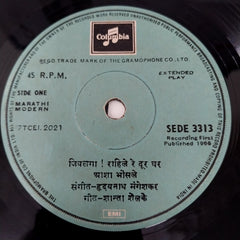 Columbia
REGD. TRADE MARK OF THE GRAMOPHONE CO. LTD.
45 R.P.M.
EXTENDED PLAY
SIDE ONE
MARATHI MODERN
7TCEI.2021
SEDE 3313
Recording First Published 1966
जिवलगा ! राहिले रे दूर घर
आशा भोसले
संगीत-हृदयनाथ मंगेशकर
गीत-शान्ता शेळके
EMI